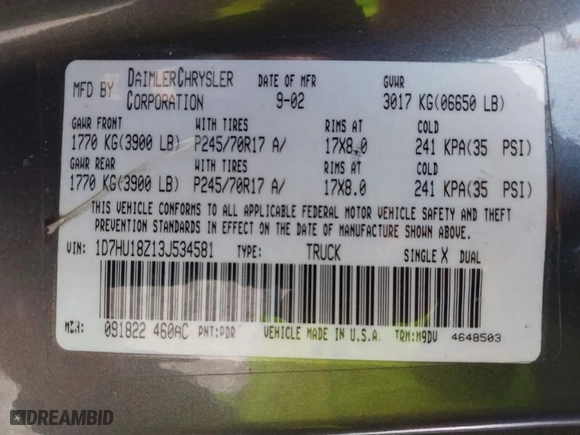 MFD BY DAIMLERCHRYSLER CORPORATION DATE OF MFR 9-02 GVWR 3017 KG(06650 LB)
GAWR FRONT WITH TIRES RIMS AT COLD
1770 KG(3900 LB) P245/70R17 A/ 17X8.0 241 KPA(35 PSI)
GAWR REAR WITH TIRES RIMS AT COLD
1770 KG(3900 LB) P245/70R17 A/ 17X8.0 241 KPA(35 PSI)
THIS VEHICLE CONFORMS TO ALL APPLICABLE FEDERAL MOTOR VEHICLE SAFETY AND THEFT
PREVENTION STANDARDS IN EFFECT ON THE DATE OF MANUFACTURE SHOWN ABOVE.
VIN: 1D7HU18Z13J534581 TYPE: TRUCK SINGLE X DUAL
MDH: 091822 460AC PNT:PDR VEHICLE MADE IN U.S.A. TRM:M9DV 4648503
DREAMBID